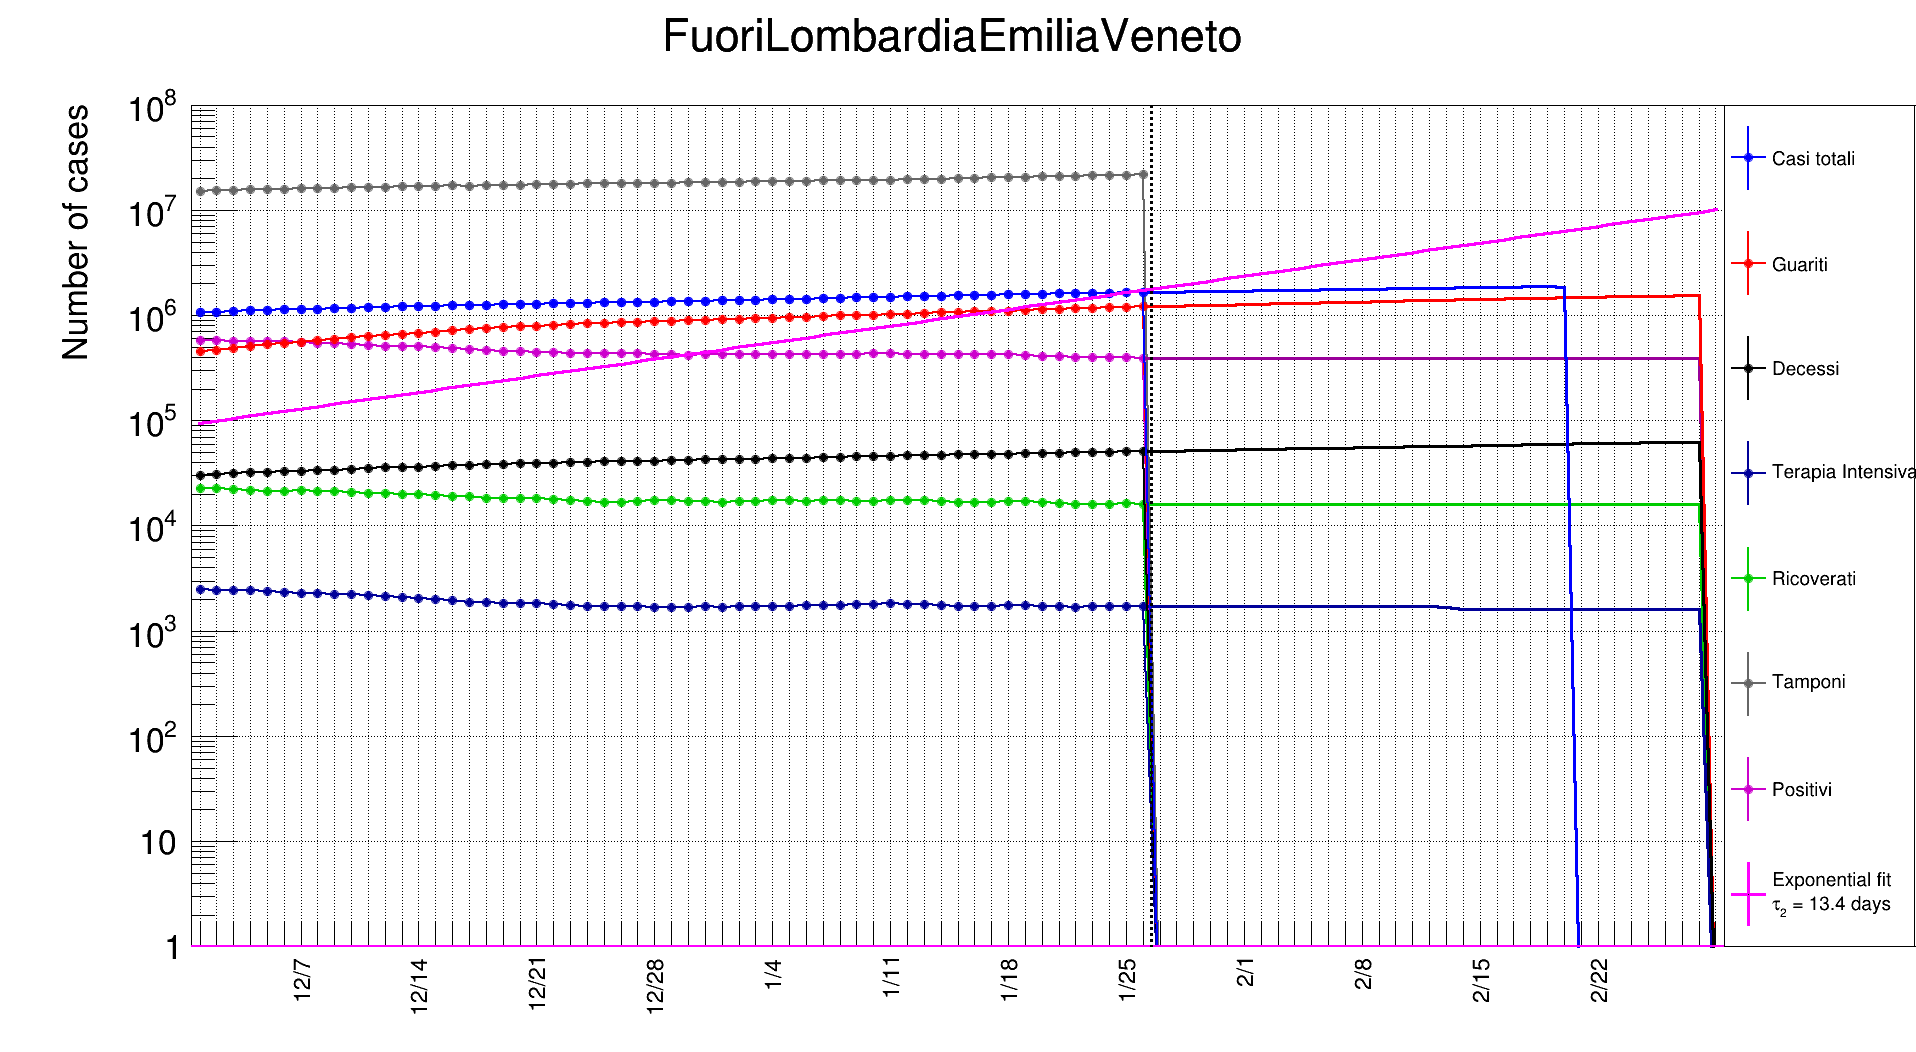 FuoriLombardiaEmiliaVeneto
Number of cases
10^8
10^7
10^6
10^5
10^4
10^3
10^2
10
1
12/7
12/14
12/21
12/28
1/4
1/11
1/18
1/25
2/1
2/8
2/15
2/22
Casi totali
Guariti
Decessi
Terapia Intensiva
Ricoverati
Tamponi
Positivi
Exponential fit
τ₂ = 13.4 days